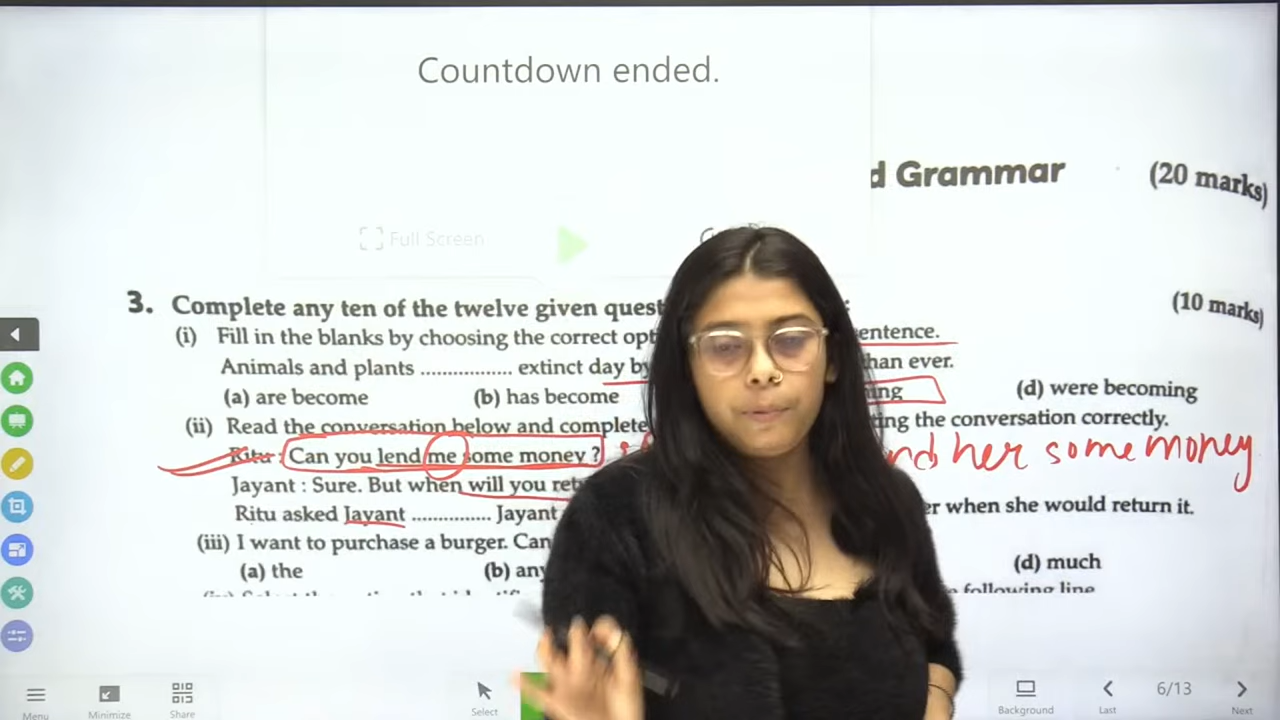 Countdown ended.
d Grammar (20 marks)
Full Screen
3. Complete any ten of the twelve given quest
(10 marks)
(i) Fill in the blanks by choosing the correct opt entence.
Animals and plants ................. extinct day by han ever.
(a) are become (b) has become ing (d) were becoming
(ii) Read the conversation below and complete ting the conversation correctly.
Ritu : Can you lend me some money ? nd her some money
Jayant : Sure. But when will you ret
Ritu asked Jayant .............. Jayant er when she would return it.
(iii) I want to purchase a burger. Can
(a) the (b) any (d) much
e following line
6/13
Menu Minimize Share Select Background Last Next